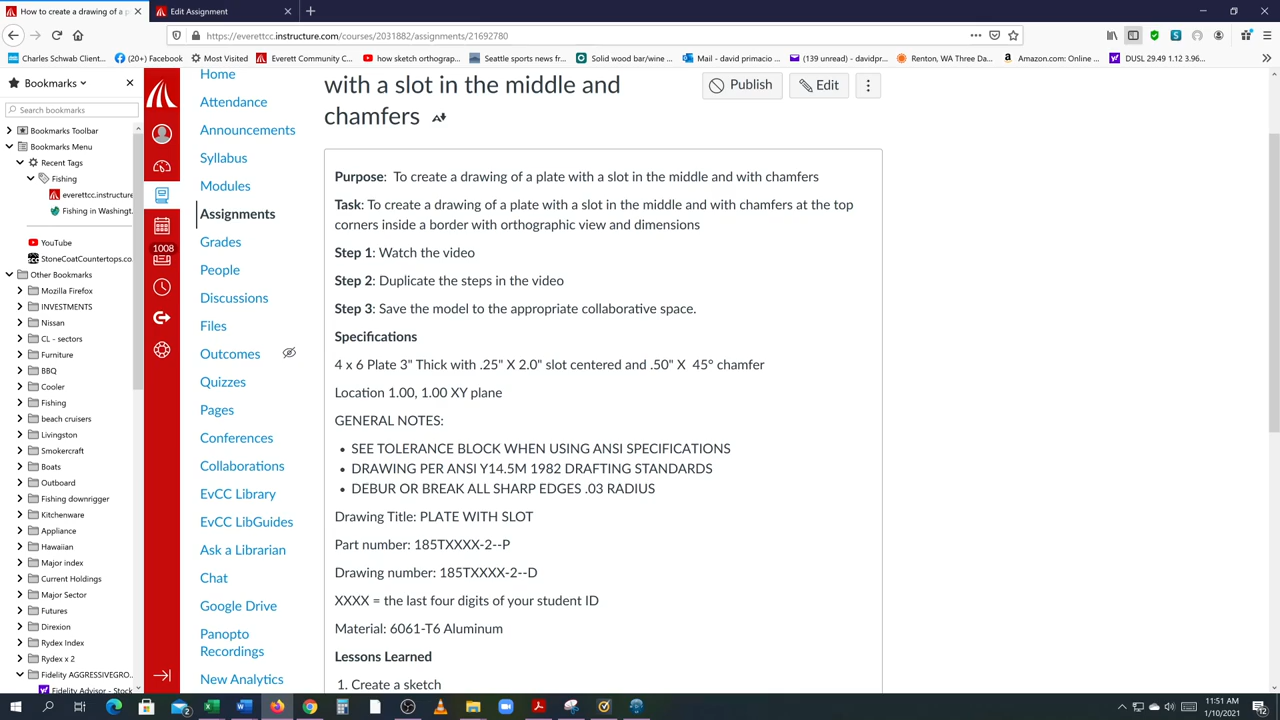 How to create a drawing of a p
Edit Assignment
https://everettcc.instructure.com/courses/2031882/assignments/21692780
Charles Schwab Client...
(20+) Facebook
Most Visited
Everett Community C...
how sketch orthograp...
Seattle sports news fr...
Solid wood bar/wine ...
Mail - david primacio ...
(139 unread) - davidpr...
Renton, WA Three Da...
Amazon.com: Online ...
DUSL 29.49 1.12 3.96...
Bookmarks
Search bookmarks
Bookmarks Toolbar
Bookmarks Menu
Recent Tags
Fishing
everettcc.instructure
Fishing in Washingt
YouTube
StoneCoatCountertops.co
Other Bookmarks
Mozilla Firefox
INVESTMENTS
Nissan
CL - sectors
Furniture
BBQ
Cooler
Fishing
beach cruisers
Livingston
Smokercraft
Boats
Outboard
Fishing downrigger
Kitchenware
Appliance
Hawaiian
Major index
Current Holdings
Major Sector
Futures
Direxion
Rydex Index
Rydex x 2
Fidelity AGGRESSIVEGRO...
Fidelity Advisor - Stock
1008
Home
Attendance
Announcements
Syllabus
Modules
Assignments
Grades
People
Discussions
Files
Outcomes
Quizzes
Pages
Conferences
Collaborations
EvCC Library
EvCC LibGuides
Ask a Librarian
Chat
Google Drive
Panopto
Recordings
New Analytics
with a slot in the middle and
chamfers
Publish
Edit
Purpose: To create a drawing of a plate with a slot in the middle and with chamfers
Task: To create a drawing of a plate with a slot in the middle and with chamfers at the top
corners inside a border with orthographic view and dimensions
Step 1: Watch the video
Step 2: Duplicate the steps in the video
Step 3: Save the model to the appropriate collaborative space.
Specifications
4 x 6 Plate 3" Thick with .25" X 2.0" slot centered and .50" X 45° chamfer
Location 1.00, 1.00 XY plane
GENERAL NOTES:
• SEE TOLERANCE BLOCK WHEN USING ANSI SPECIFICATIONS
• DRAWING PER ANSI Y14.5M 1982 DRAFTING STANDARDS
• DEBUR OR BREAK ALL SHARP EDGES .03 RADIUS
Drawing Title: PLATE WITH SLOT
Part number: 185TXXXX-2--P
Drawing number: 185TXXXX-2--D
XXXX = the last four digits of your student ID
Material: 6061-T6 Aluminum
Lessons Learned
1. Create a sketch
11:51 AM
1/10/2021